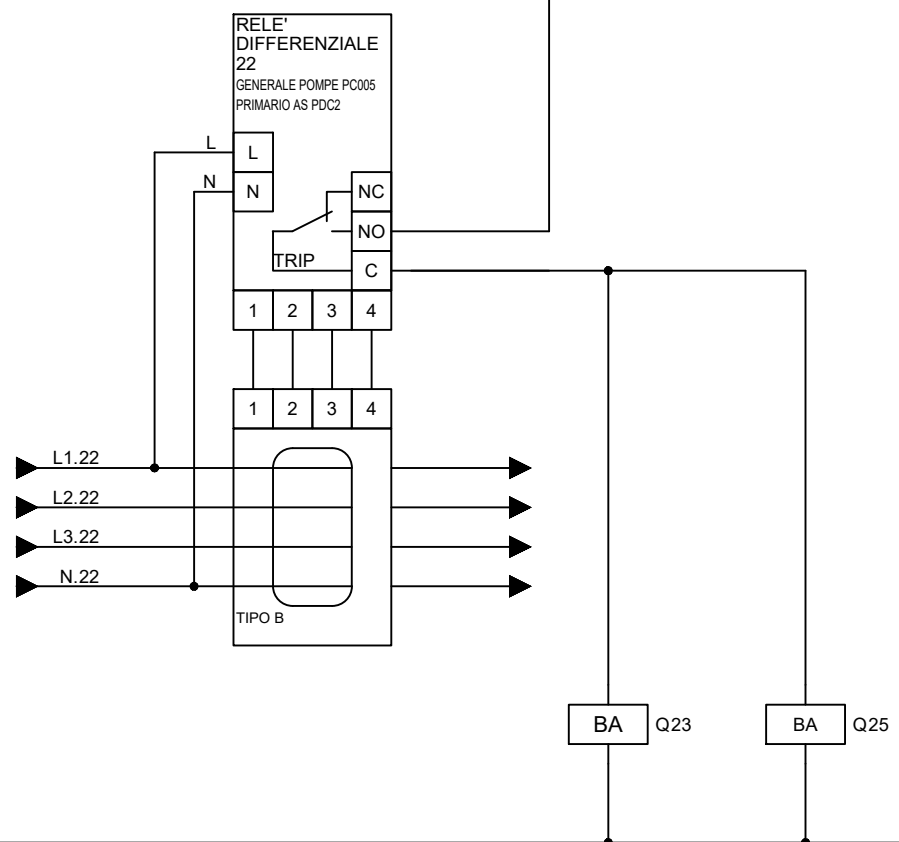 RELE'
DIFFERENZIALE
22
GENERALE POMPE PC005
PRIMARIO AS PDC2
L L
N N
NC
NO
TRIP C
1 2 3 4
1 2 3 4
L1.22
L2.22
L3.22
N.22
TIPO B
BA Q23 BA Q25